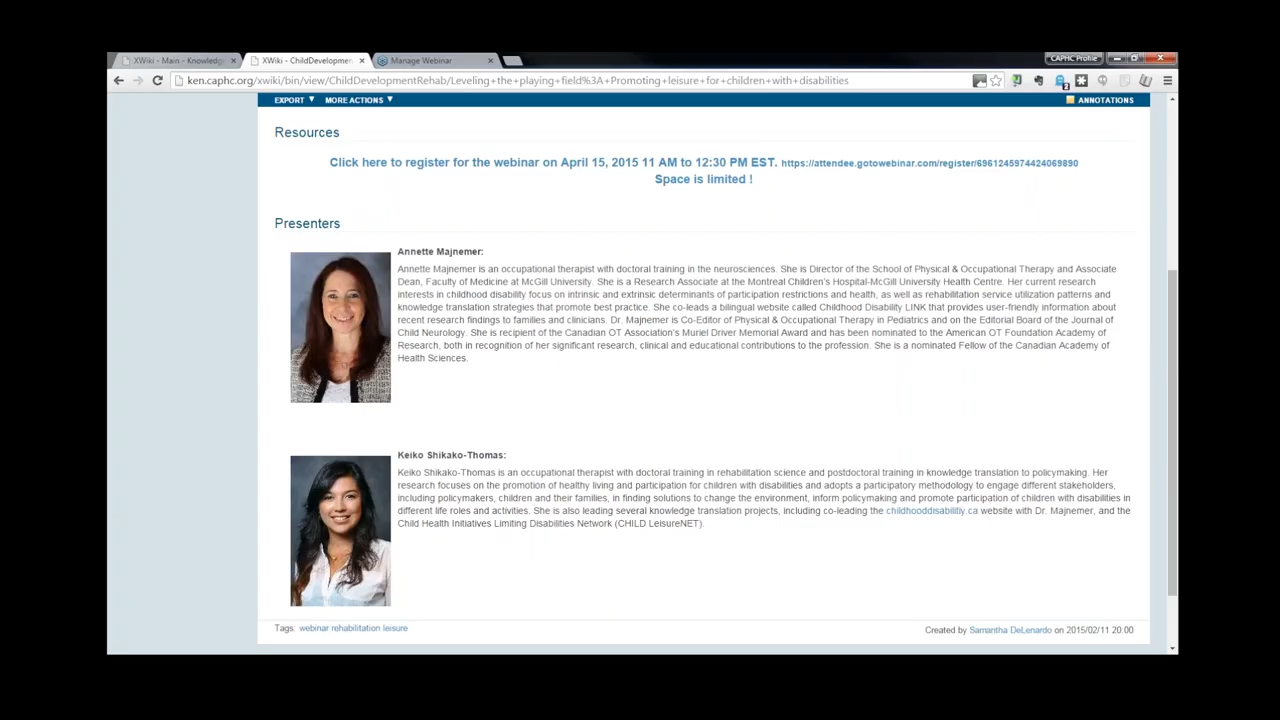 XWiki - Main - Knowledg
XWiki - ChildDevelopmen
Manage Webinar
CAPHC Profile
ken.caphc.org/xwiki/bin/view/ChildDevelopmentRehab/Leveling+the+playing+field%3A+Promoting+leisure+for+children+with+disabilities
EXPORT MORE ACTIONS ANNOTATIONS
Resources
Click here to register for the webinar on April 15, 2015 11 AM to 12:30 PM EST. https://attendee.gotowebinar.com/register/6961245974424069890
Space is limited !
Presenters
Annette Majnemer:
Annette Majnemer is an occupational therapist with doctoral training in the neurosciences. She is Director of the School of Physical & Occupational Therapy and Associate
Dean, Faculty of Medicine at McGill University. She is a Research Associate at the Montreal Children's Hospital-McGill University Health Centre. Her current research
interests in childhood disability focus on intrinsic and extrinsic determinants of participation restrictions and health, as well as rehabilitation service utilization patterns and
knowledge translation strategies that promote best practice. She co-leads a bilingual website called Childhood Disability LINK that provides user-friendly information about
recent research findings to families and clinicians. Dr. Majnemer is Co-Editor of Physical & Occupational Therapy in Pediatrics and on the Editorial Board of the Journal of
Child Neurology. She is recipient of the Canadian OT Association's Muriel Driver Memorial Award and has been nominated to the American OT Foundation Academy of
Research, both in recognition of her significant research, clinical and educational contributions to the profession. She is a nominated Fellow of the Canadian Academy of
Health Sciences.
Keiko Shikako-Thomas:
Keiko Shikako-Thomas is an occupational therapist with doctoral training in rehabilitation science and postdoctoral training in knowledge translation to policymaking. Her
research focuses on the promotion of healthy living and participation for children with disabilities and adopts a participatory methodology to engage different stakeholders,
including policymakers, children and their families, in finding solutions to change the environment, inform policymaking and promote participation of children with disabilities in
different life roles and activities. She is also leading several knowledge translation projects, including co-leading the childhooddisabilitiy.ca website with Dr. Majnemer, and the
Child Health Initiatives Limiting Disabilities Network (CHILD LeisureNET).
Tags: webinar rehabilitation leisure
Created by Samantha DeLenardo on 2015/02/11 20:00